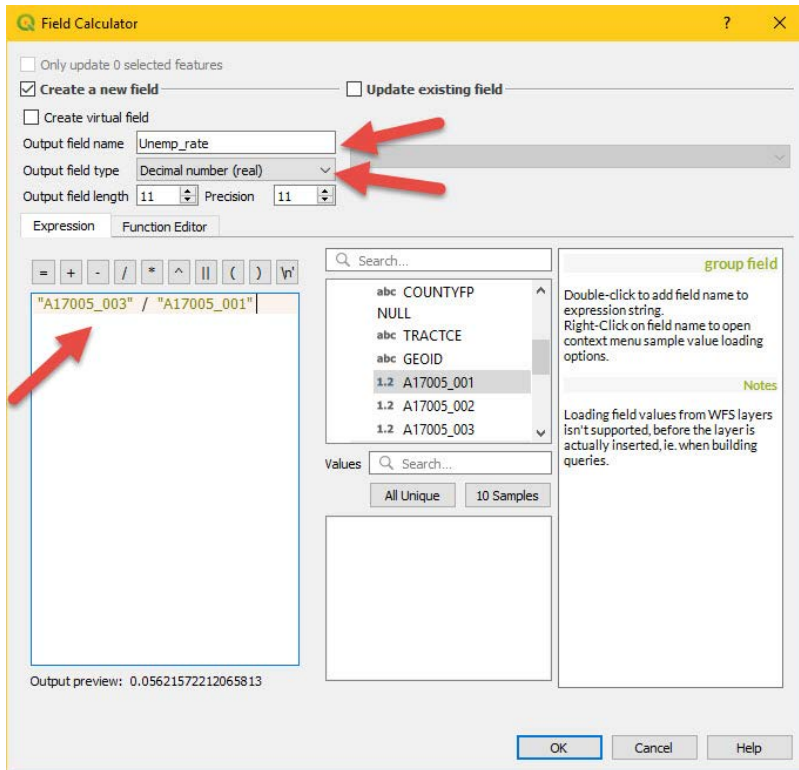 Field Calculator ? ×
Only update 0 selected features
Create a new field Update existing field
Create virtual field
Output field name Unemp_rate
Output field type Decimal number (real)
Output field length 11 Precision 11
Expression Function Editor
= + - / * ^ || ( ) '\n'
"A17005_003" / "A17005_001"
Output preview: 0.05621572212065813
Search...
abc COUNTYFP
NULL
abc TRACTCE
abc GEOID
1.2 A17005_001
1.2 A17005_002
1.2 A17005_003
Values Search...
All Unique 10 Samples
group field
Double-click to add field name to
expression string.
Right-Click on field name to open
context menu sample value loading
options.
Notes
Loading field values from WFS layers
isn't supported, before the layer is
actually inserted, ie. when building
queries.
OK Cancel Help